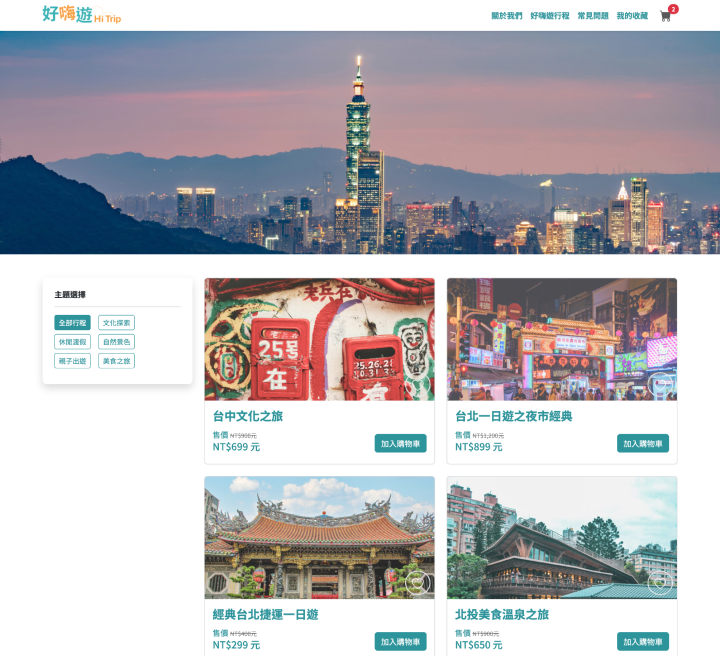 好嗨遊 Hi Trip
關於我們 好嗨遊行程 常見問題 我的收藏 2
主題選擇
全部行程 文化探索
休閒渡假 自然景色
親子出遊 美食之旅
老兵在
25号
在
25.26.2
台中文化之旅
售價 NT$900元
NT$699 元
加入購物車
台北一日遊之夜市經典
售價 NT$1,200元
NT$899 元
加入購物車
經典台北捷運一日遊
售價 NT$400元
NT$299 元
加入購物車
北投美食溫泉之旅
售價 NT$900元
NT$650 元
加入購物車